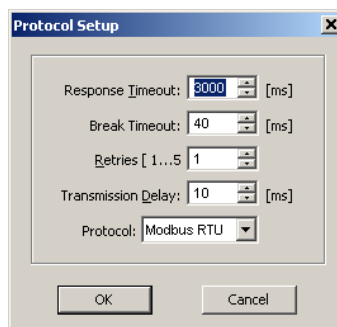 Protocol Setup
Response Timeout: 3000 [ms]
Break Timeout: 40 [ms]
Retries [ 1...5 1
Transmission Delay: 10 [ms]
Protocol: Modbus RTU
OK Cancel